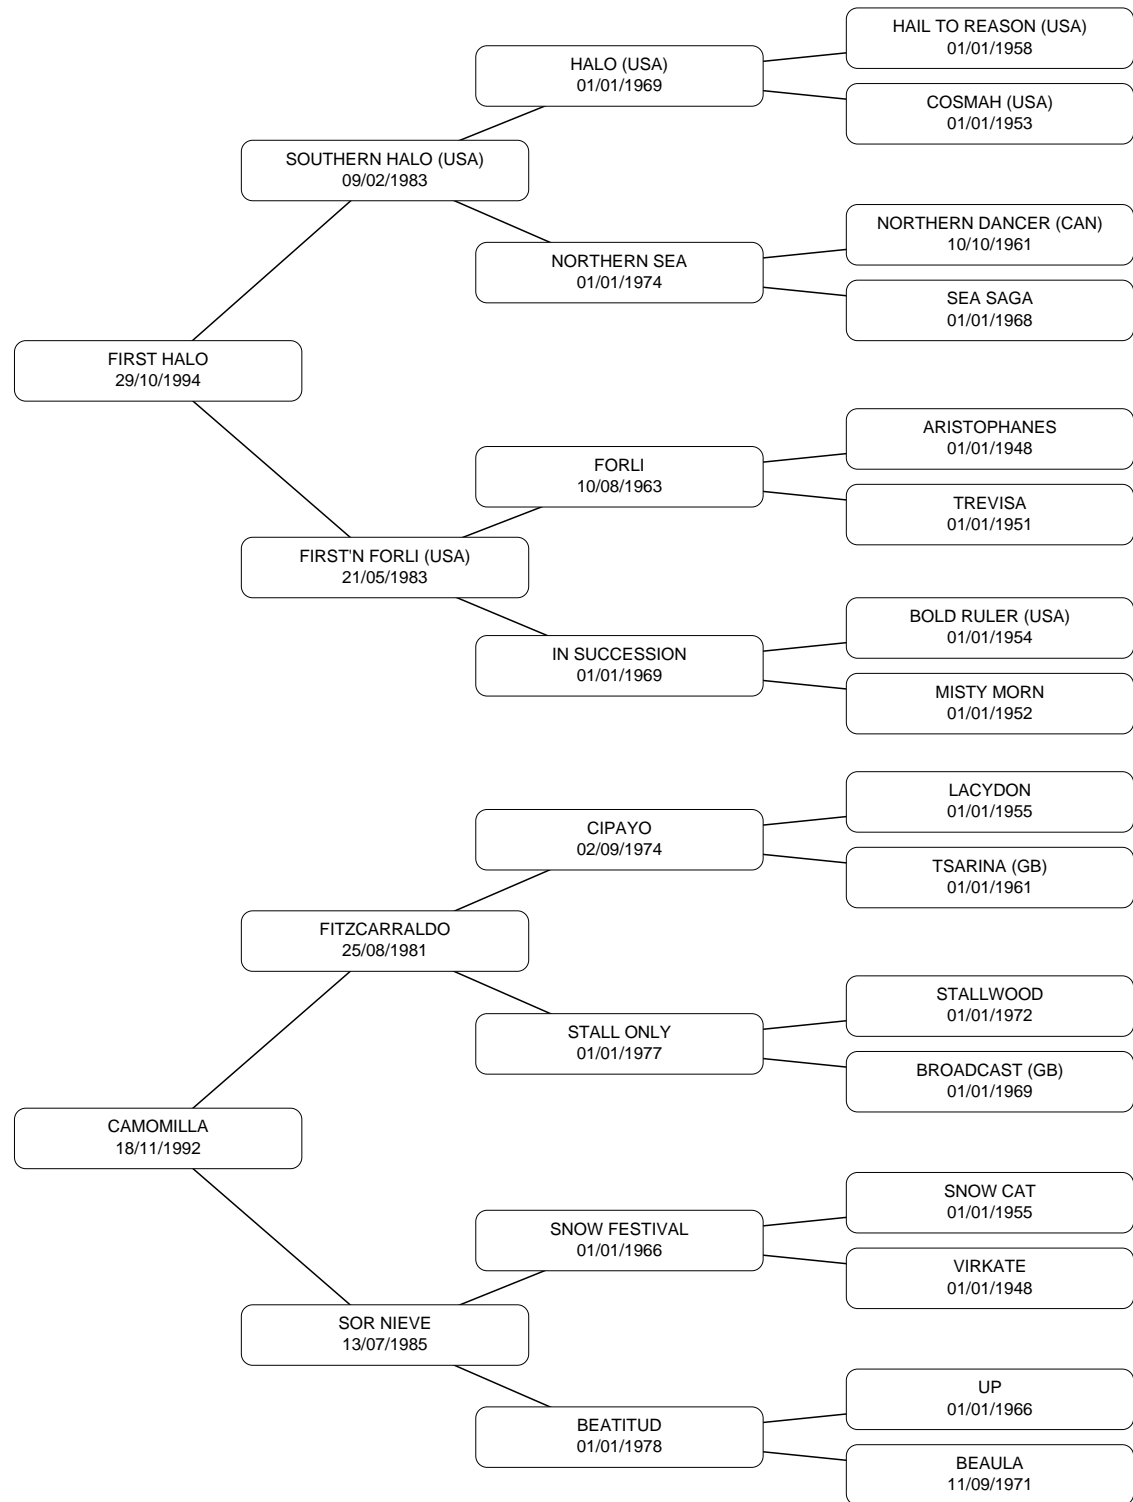 HAIL TO REASON (USA)
01/01/1958
HALO (USA)
01/01/1969
COSMAH (USA)
01/01/1953
SOUTHERN HALO (USA)
09/02/1983
NORTHERN DANCER (CAN)
10/10/1961
NORTHERN SEA
01/01/1974
SEA SAGA
01/01/1968
FIRST HALO
29/10/1994
ARISTOPHANES
01/01/1948
FORLI
10/08/1963
TREVISA
01/01/1951
FIRST'N FORLI (USA)
21/05/1983
BOLD RULER (USA)
01/01/1954
IN SUCCESSION
01/01/1969
MISTY MORN
01/01/1952
LACYDON
01/01/1955
CIPAYO
02/09/1974
TSARINA (GB)
01/01/1961
FITZCARRALDO
25/08/1981
STALLWOOD
01/01/1972
STALL ONLY
01/01/1977
BROADCAST (GB)
01/01/1969
CAMOMILLA
18/11/1992
SNOW CAT
01/01/1955
SNOW FESTIVAL
01/01/1966
VIRKATE
01/01/1948
SOR NIEVE
13/07/1985
UP
01/01/1966
BEATITUD
01/01/1978
BEAULA
11/09/1971